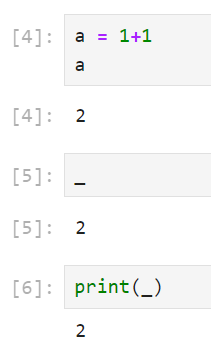 [4]: a = 1+1
a
[4]: 2
[5]: _
[5]: 2
[6]: print(_)
2